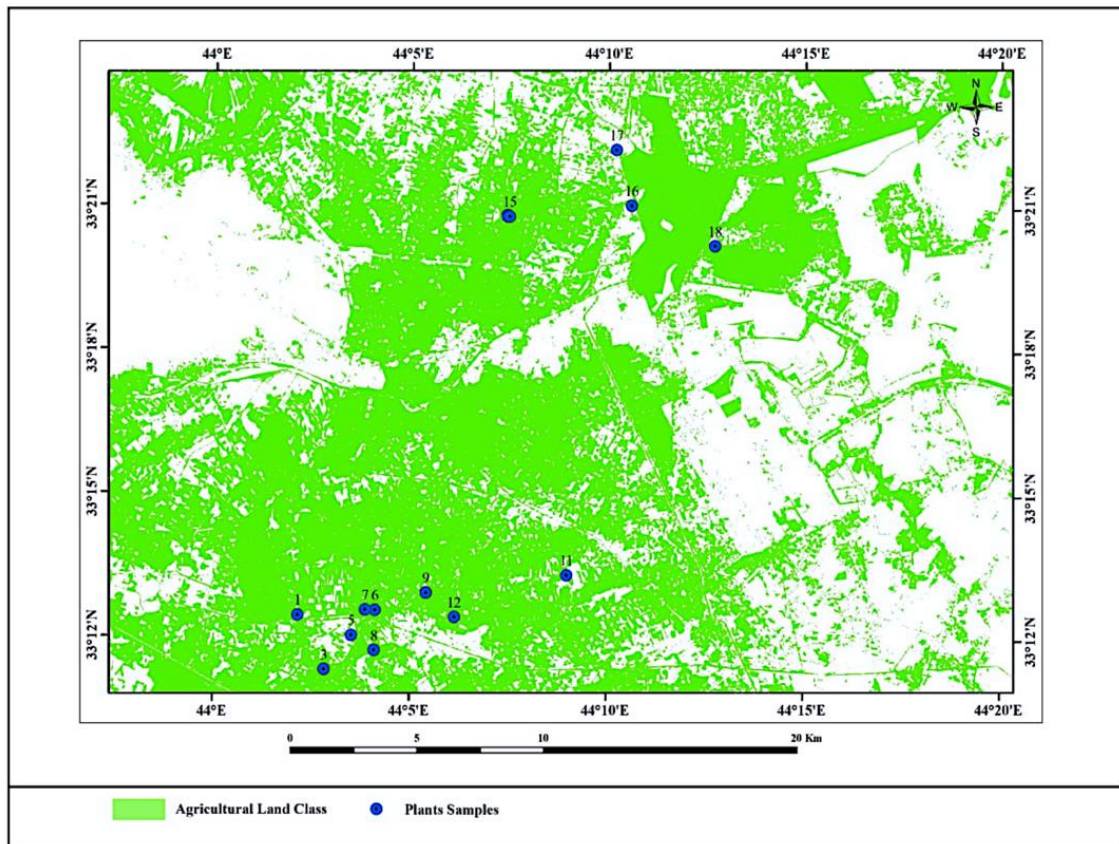 44°E 44°5'E 44°10'E 44°15'E 44°20'E
N
W E
S
17
16
15
33°21'N 33°21'N
18
33°18'N 33°18'N
33°15'N 33°15'N
11
9
7 6
1 12
5
33°12'N 33°12'N
8
3
44°E 44°5'E 44°10'E 44°15'E 44°20'E
0 5 10 20 Km
Agricultural Land Class Plants Samples